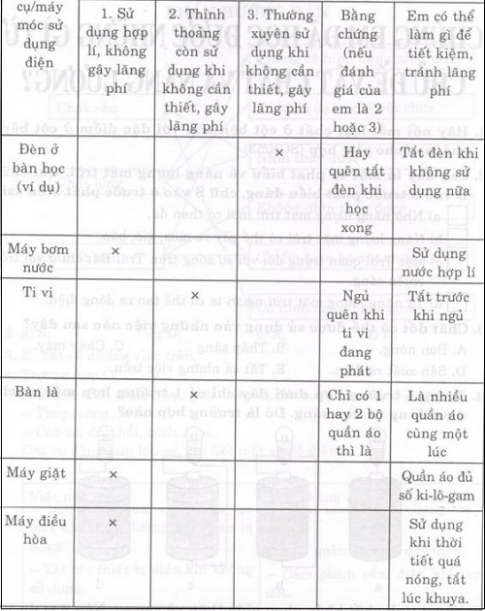 cụ/máy móc sử dụng điện | 1. Sử dụng hợp lí, không gây lãng phí | 2. Thỉnh thoảng còn sử dụng khi không cần thiết, gây lãng phí | 3. Thường xuyên sử dụng khi không cần thiết, gây lãng phí | Bằng chứng (nếu đánh giá của em là 2 hoặc 3) | Em có thể làm gì để tiết kiệm, tránh lãng phí
Đèn ở bàn học (ví dụ) | | | × | Hay quên tắt đèn khi học xong | Tắt đèn khi không sử dụng nữa
Máy bơm nước | × | | | | Sử dụng nước hợp lí
Ti vi | | × | | Ngủ quên khi ti vi đang phát | Tắt trước khi ngủ
Bàn là | | × | | Chỉ có 1 hay 2 bộ quần áo thì là | Là nhiều quần áo cùng một lúc
Máy giặt | × | | | | Quần áo đủ số ki-lô-gam
Máy điều hòa | × | | | | Sử dụng khi thời tiết quá nóng, tắt lúc khuya.